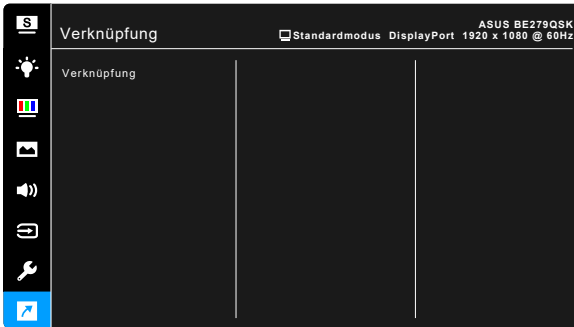 S
Verknüpfung
ASUS BE279QSK
Standardmodus DisplayPort 1920 x 1080 @ 60Hz
Verknüpfung